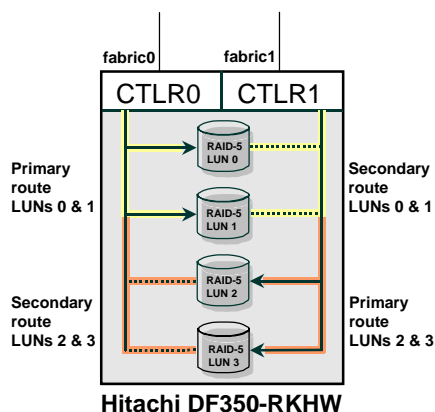 fabric0
fabric1
CTLR0
CTLR1
RAID-5
LUN 0
Primary
route
LUNs 0 & 1
Secondary
route
LUNs 0 & 1
RAID-5
LUN 1
RAID-5
LUN 2
Secondary
route
LUNs 2 & 3
Primary
route
LUNs 2 & 3
RAID-5
LUN 3
Hitachi DF350-RKHW